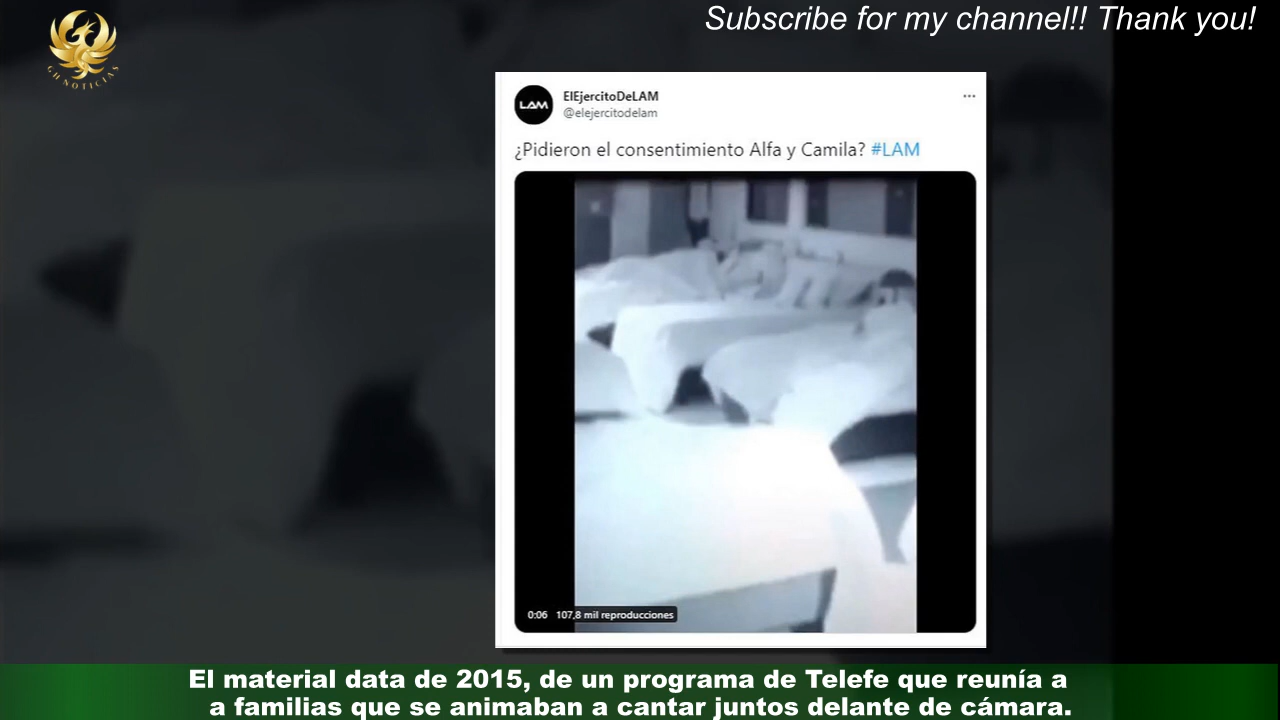 Subscribe for my channel!! Thank you!
GH NOTICIAS
LAM
ElEjercitoDeLAM
@elejercitodelam
¿Pidieron el consentimiento Alfa y Camila? #LAM
0:06 107,8 mil reproducciones
El material data de 2015, de un programa de Telefe que reunía a
a familias que se animaban a cantar juntos delante de cámara.